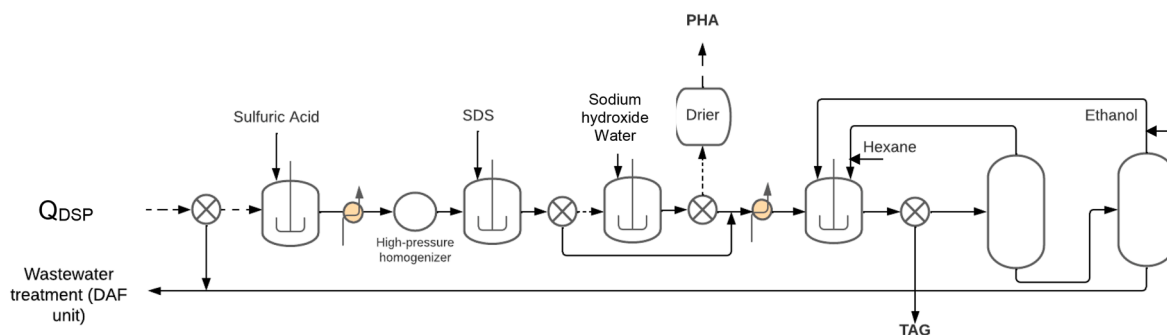 PHA
Sodium
hydroxide
Water
Drier
Ethanol
Sulfuric Acid
SDS
Hexane
QDSP
High-pressure
homogenizer
Wastewater
treatment (DAF
unit)
TAG